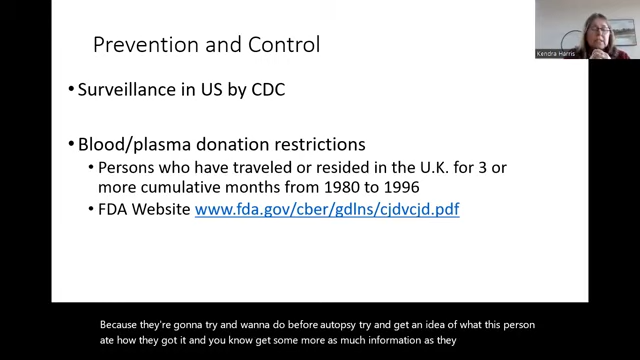 Prevention and Control
Kendra Harris
• Surveillance in US by CDC
• Blood/plasma donation restrictions
• Persons who have traveled or resided in the U.K. for 3 or
more cumulative months from 1980 to 1996
• FDA Website www.fda.gov/cber/gdlns/cjdvcjd.pdf
Because they're gonna try and wanna do before autopsy try and get an idea of what this person
ate how they got it and you know get some more as much information as they